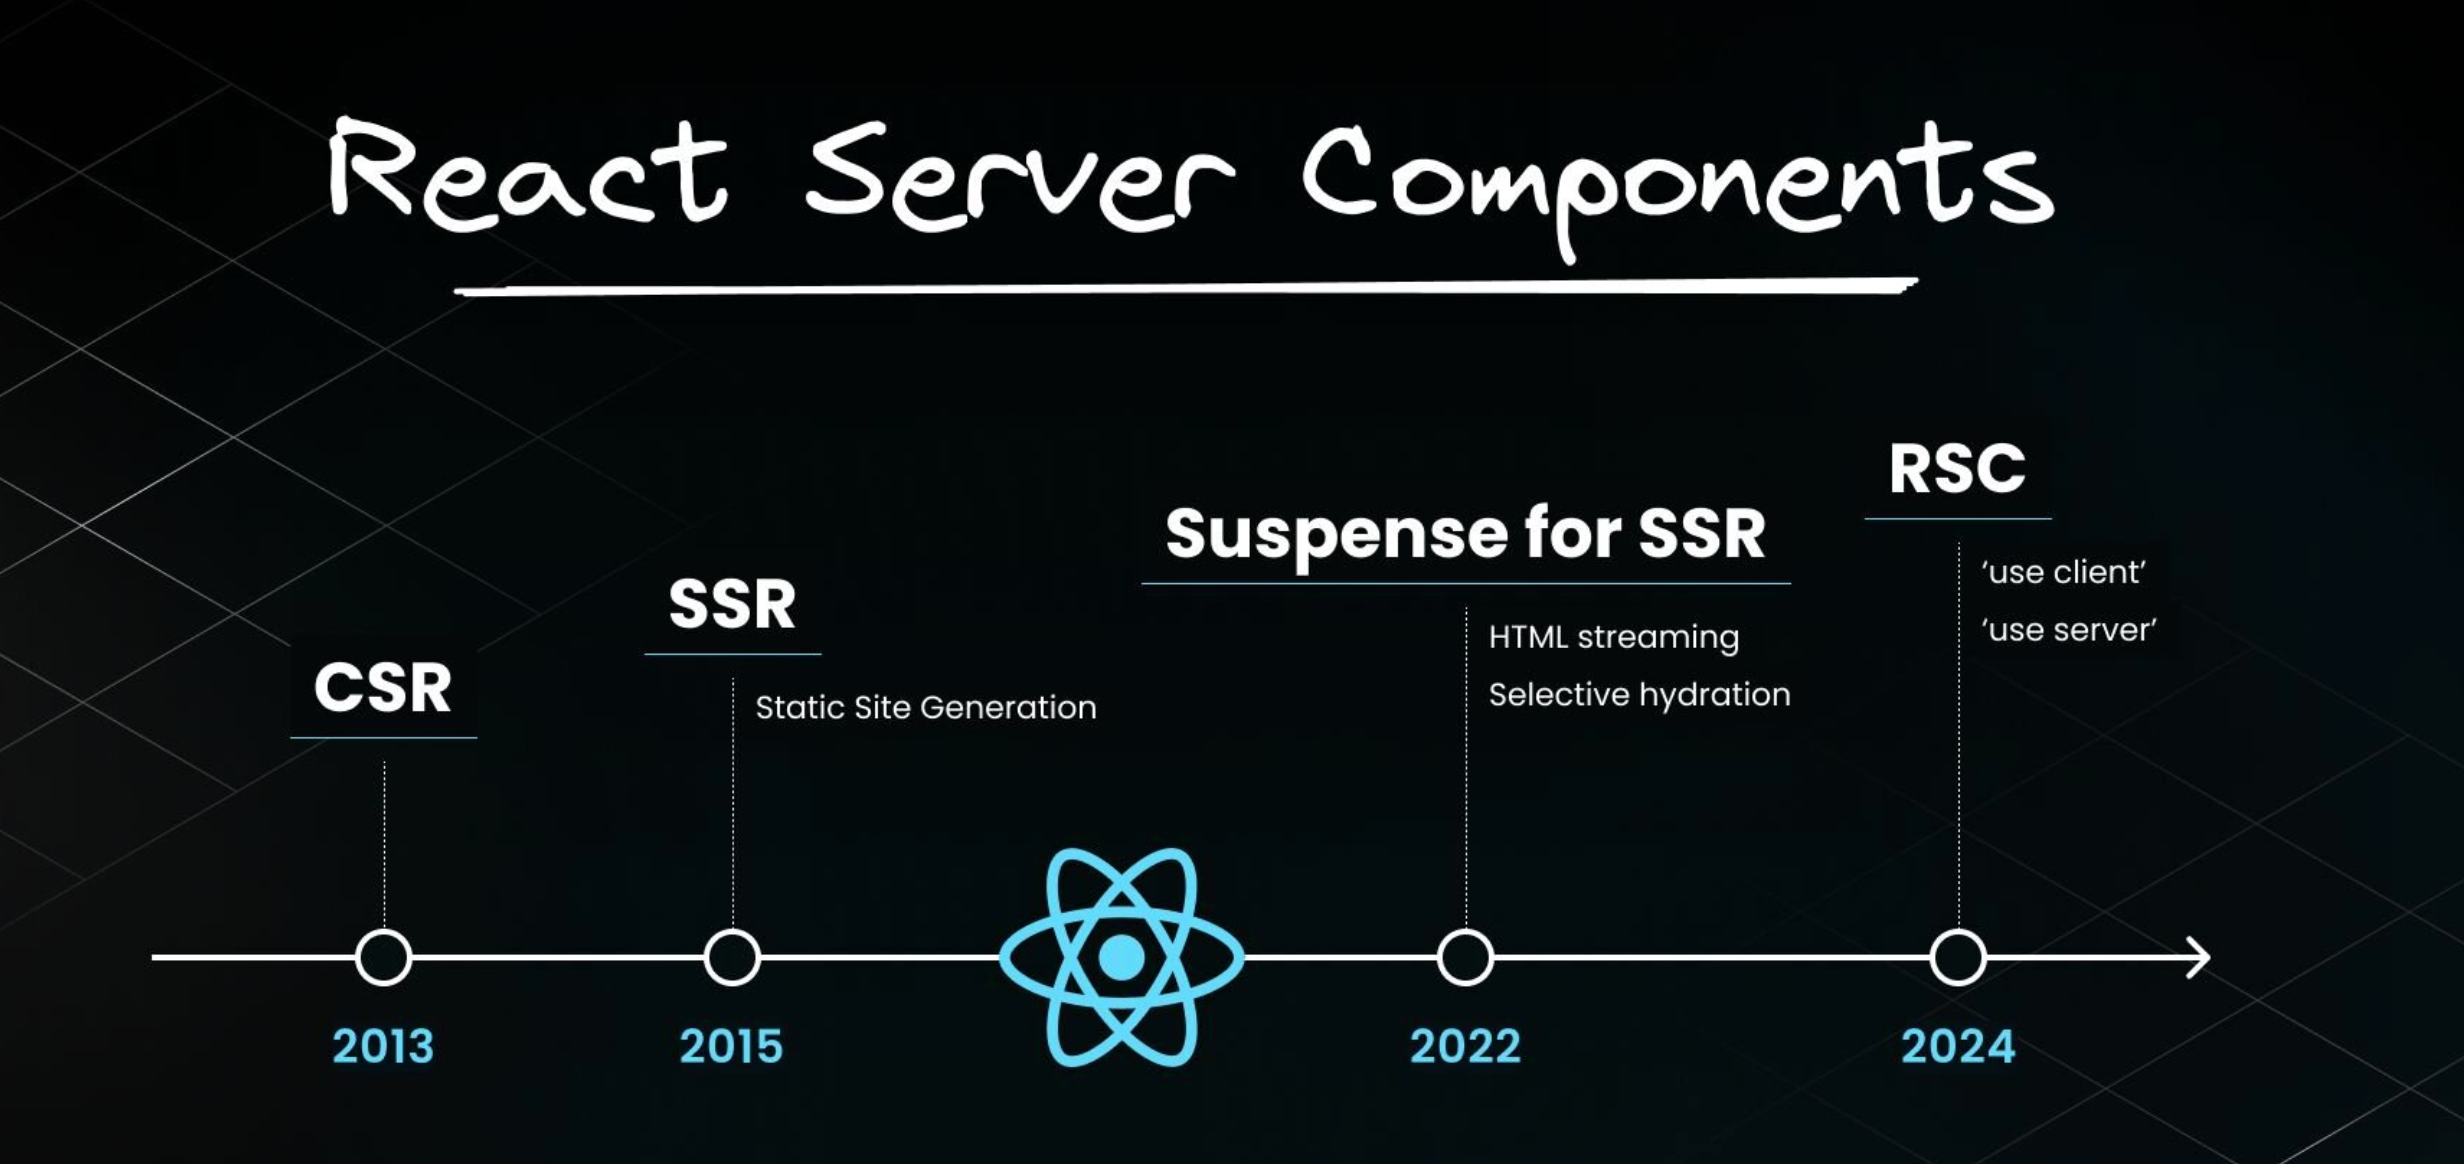 React Server Components
CSR
SSR
Static Site Generation
Suspense for SSR
HTML streaming
Selective hydration
RSC
‘use client’
‘use server’
2013
2015
2022
2024